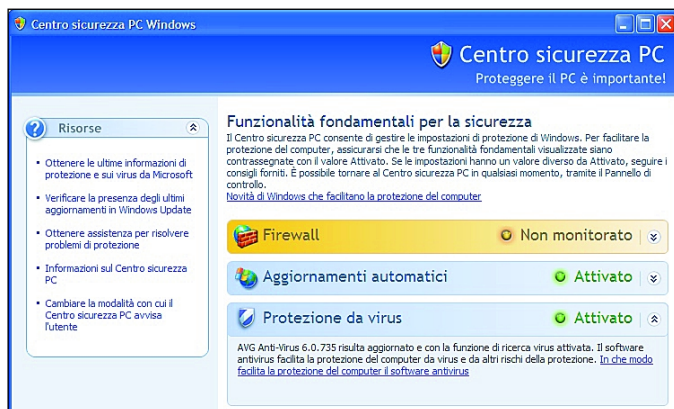 Centro sicurezza PC Windows
Centro sicurezza PC
Proteggere il PC è importante!
Risorse
Ottenere le ultime informazioni di
protezione e sui virus da Microsoft
Verificare la presenza degli ultimi
aggiornamenti in Windows Update
Ottenere assistenza per risolvere
problemi di protezione
Informazioni sul Centro sicurezza
PC
Cambiare la modalità con cui il
Centro sicurezza PC avvisa
l'utente
Funzionalità fondamentali per la sicurezza
Il Centro sicurezza PC consente di gestire le impostazioni di protezione di Windows. Per facilitare la
protezione del computer, assicurarsi che le tre funzionalità fondamentali visualizzate siano
contrassegnate con il valore Attivato. Se le impostazioni hanno un valore diverso da Attivato, seguire i
consigli forniti. È possibile tornare al Centro sicurezza PC in qualsiasi momento, tramite il Pannello di
controllo.
Novità di Windows che facilitano la protezione del computer
Firewall Non monitorato
Aggiornamenti automatici Attivato
Protezione da virus Attivato
AVG Anti-Virus 6.0.735 risulta aggiornato e con la funzione di ricerca virus attivata. Il software
antivirus facilita la protezione del computer da virus e da altri rischi della protezione. In che modo
facilita la protezione del computer il software antivirus